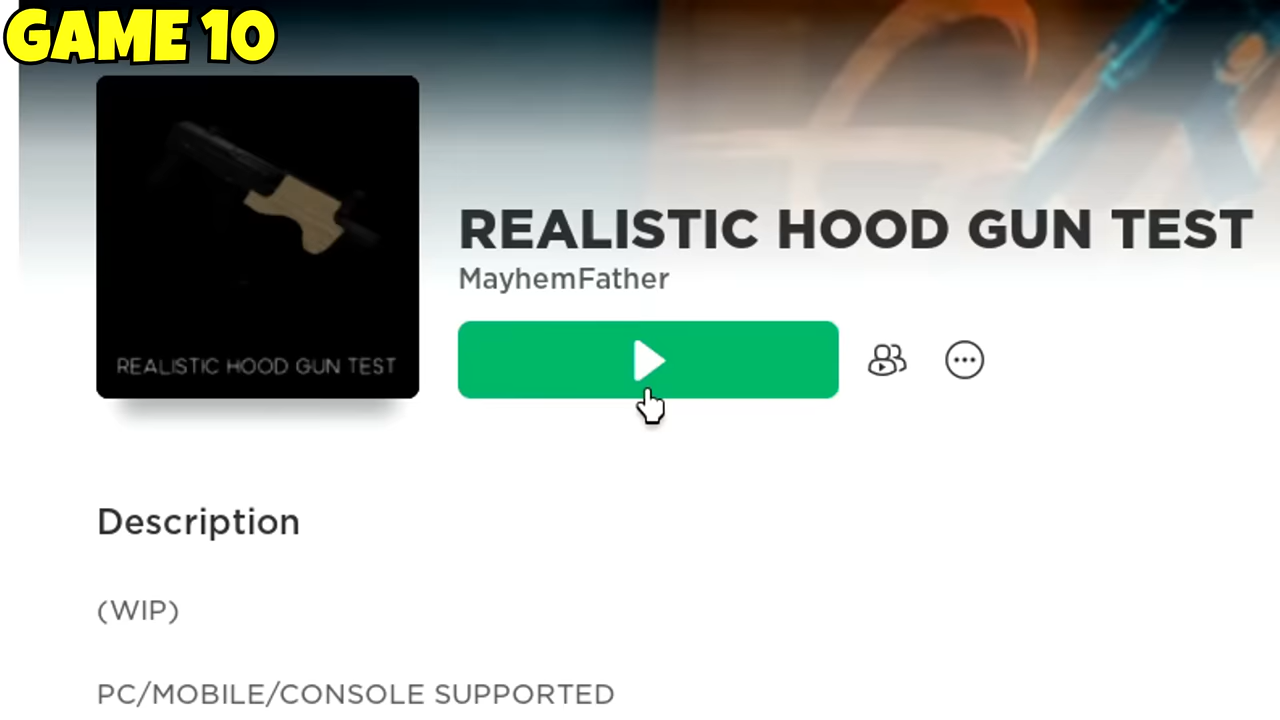 GAME 10
REALISTIC HOOD GUN TEST
REALISTIC HOOD GUN TEST
MayhemFather
Description
(WIP)
PC/MOBILE/CONSOLE SUPPORTED